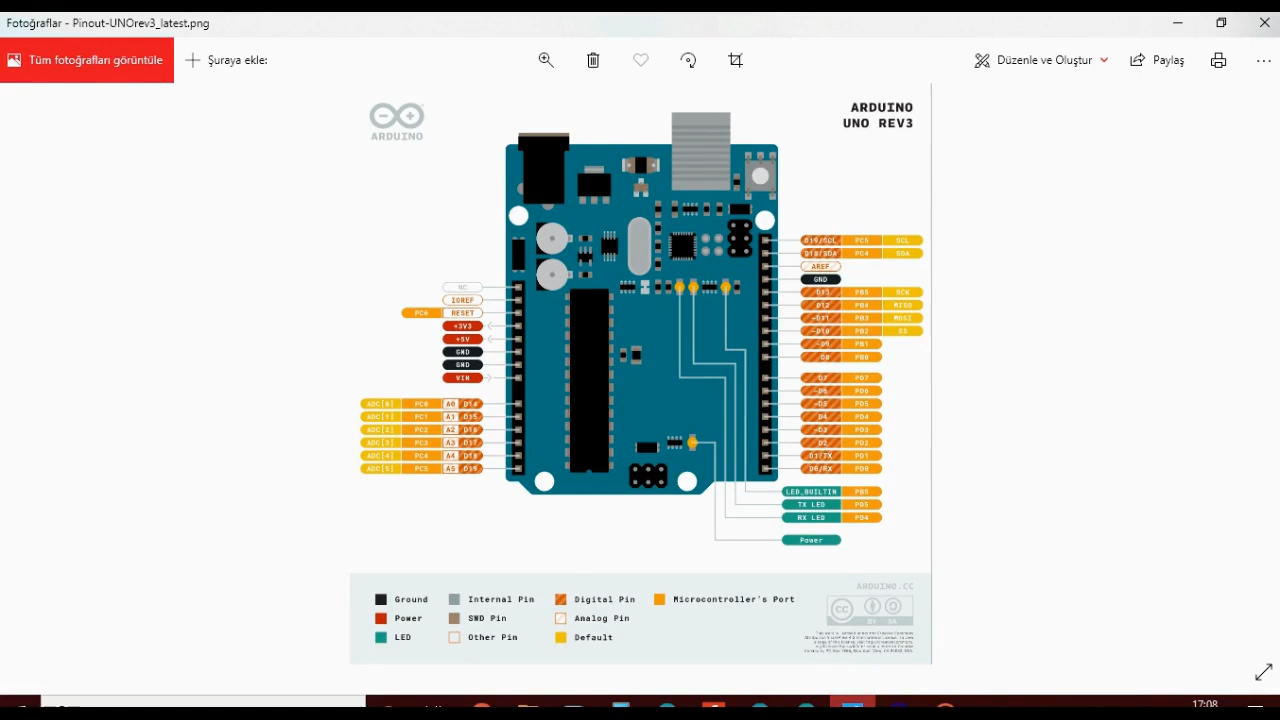 Fotoğraflar - Pinout-UNOrev3_latest.png
Tüm fotoğrafları görüntüle
Şuraya ekle:
Düzenle ve Oluştur
Paylaş
ARDUINO
ARDUINO
UNO REV3
D19/SCL PC5 SCL
D18/SDA PC4 SDA
AREF
GND
D13 PB5 SCK
D12 PB4 MISO
~D11 PB3 MOSI
~D10 PB2 SS
~D9 PB1
D8 PB0
D7 PD7
~D6 PD6
~D5 PD5
D4 PD4
~D3 PD3
D2 PD2
D1/TX PD1
D0/RX PD0
NC
IOREF
PC6 RESET
+3V3
+5V
GND
GND
VIN
ADC[0] PC0 A0 D14
ADC[1] PC1 A1 D15
ADC[2] PC2 A2 D16
ADC[3] PC3 A3 D17
ADC[4] PC4 A4 D18
ADC[5] PC5 A5 D19
LED_BUILTIN PB5
TX LED PD5
RX LED PD4
Power
Ground
Power
LED
Internal Pin
SWD Pin
Other Pin
Digital Pin
Analog Pin
Default
Microcontroller's Port
ARDUINO.CC
CC
BY SA
17:08